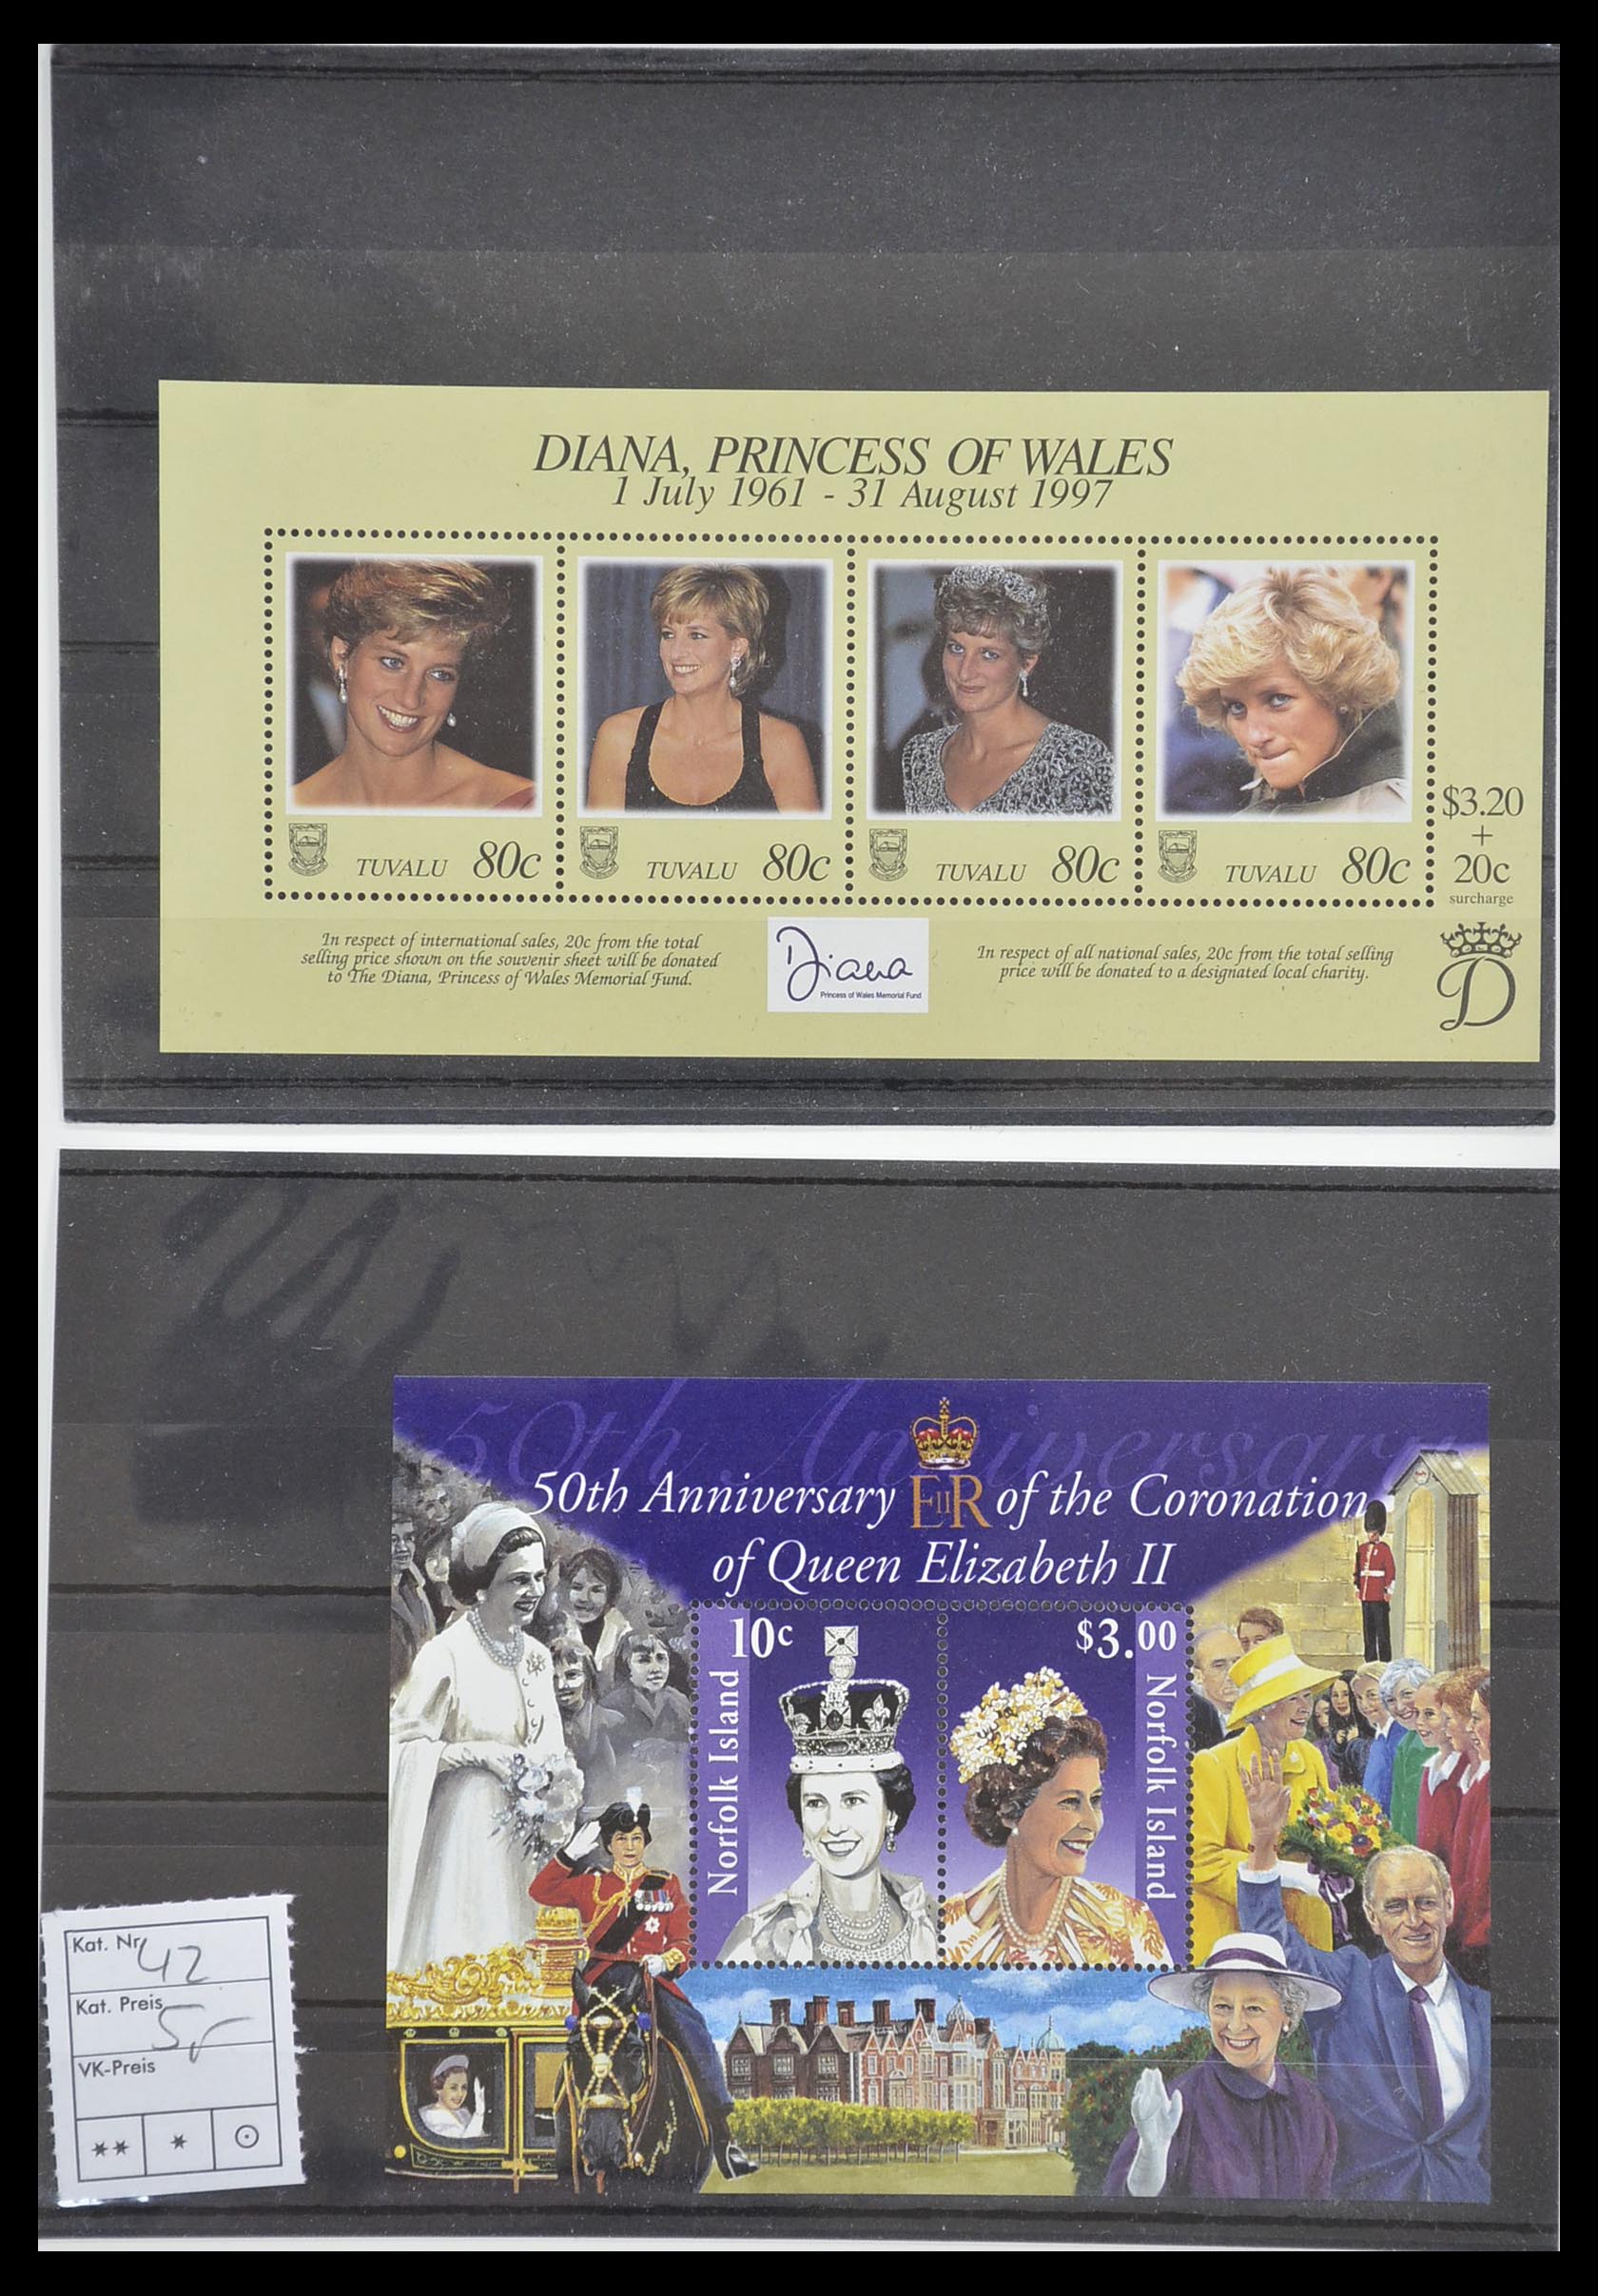 DIANA, PRINCESS OF WALES
1 July 1961 - 31 August 1997
TUVALU 80c
TUVALU 80c
TUVALU 80c
TUVALU 80c
$3.20
+
20c
surcharge
In respect of international sales, 20c from the total
selling price shown on the souvenir sheet will be donated
to The Diana, Princess of Wales Memorial Fund.
Diana
Princess of Wales Memorial Fund
In respect of all national sales, 20c from the total selling
price will be donated to a designated local charity.
D
50th Anniversary
50th Anniversary EIIR of the Coronation
of Queen Elizabeth II
10c
Norfolk Island
$3.00
Norfolk Island
Kat. Nr. 42
Kat. Preis
VK-Preis